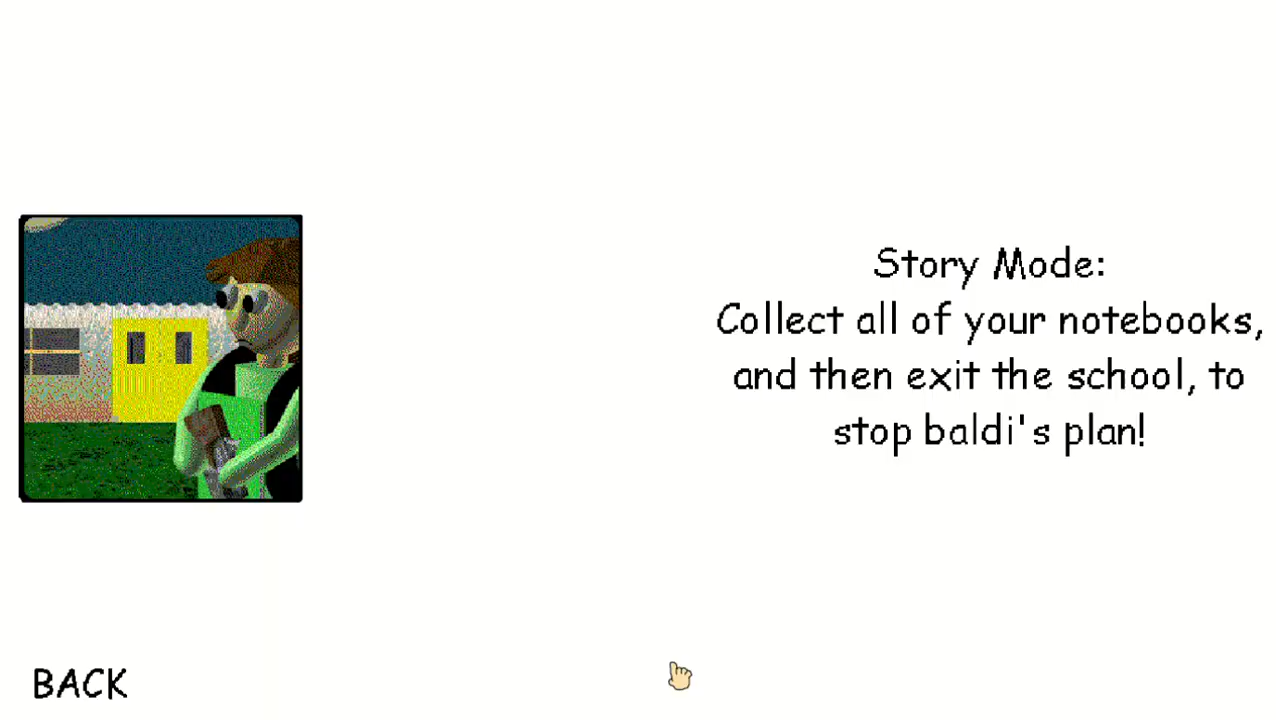 Story Mode:
Collect all of your notebooks,
and then exit the school, to
stop baldi's plan!
BACK